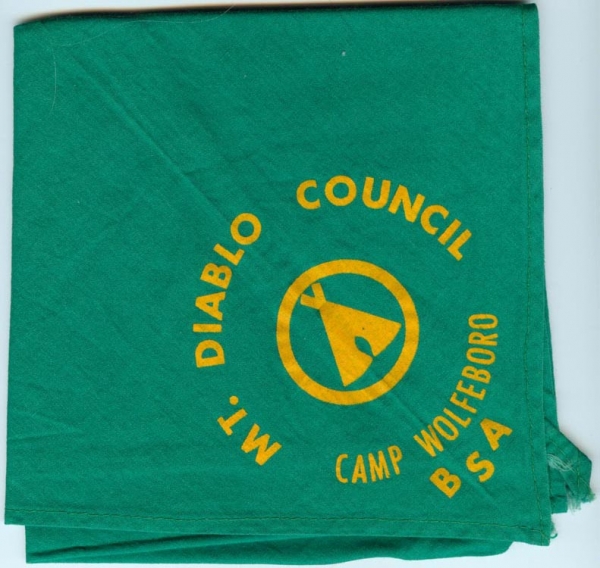 MT. DIABLO COUNCIL
CAMP WOLFEBORO
BSA